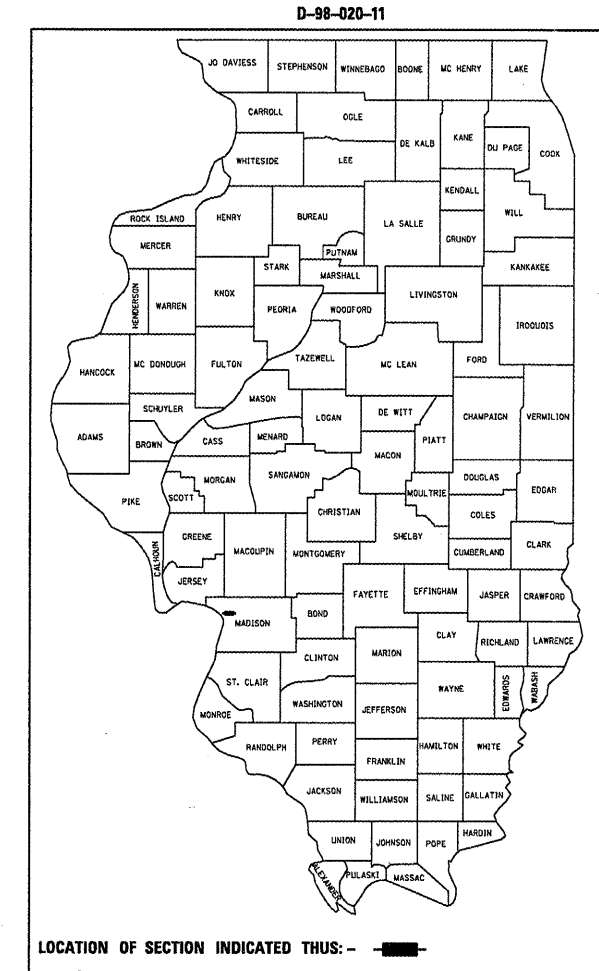 D-98-020-11
JO DAVIESS STEPHENSON WINNEBAGO BOONE MC HENRY LAKE
CARROLL OGLE DE KALB KANE DU PAGE COOK
WHITESIDE LEE KENDALL WILL
ROCK ISLAND HENRY BUREAU LA SALLE GRUNDY
MERCER PUTNAM KANKAKEE
HENDERSON WARREN KNOX STARK MARSHALL LIVINGSTON
PEORIA WOODFORD IROQUOIS
HANCOCK MC DONOUGH FULTON TAZEWELL MC LEAN FORD
MASON
SCHUYLER LOGAN DE WITT CHAMPAIGN VERMILION
ADAMS BROWN CASS MENARD MACON PIATT
PIKE SCOTT MORGAN SANGAMON MOULTRIE DOUGLAS EDGAR
CHRISTIAN COLES
CALHOUN GREENE MACOUPIN MONTGOMERY SHELBY CUMBERLAND CLARK
JERSEY FAYETTE EFFINGHAM JASPER CRAWFORD
MADISON BOND
CLAY RICHLAND LAWRENCE
CLINTON MARION
ST. CLAIR WAYNE EDWARDS WABASH
MONROE WASHINGTON JEFFERSON
RANDOLPH PERRY HAMILTON WHITE
FRANKLIN
JACKSON WILLIAMSON SALINE GALLATIN
UNION JOHNSON POPE HARDIN
ALEXANDER PULASKI MASSAC
LOCATION OF SECTION INDICATED THUS: -